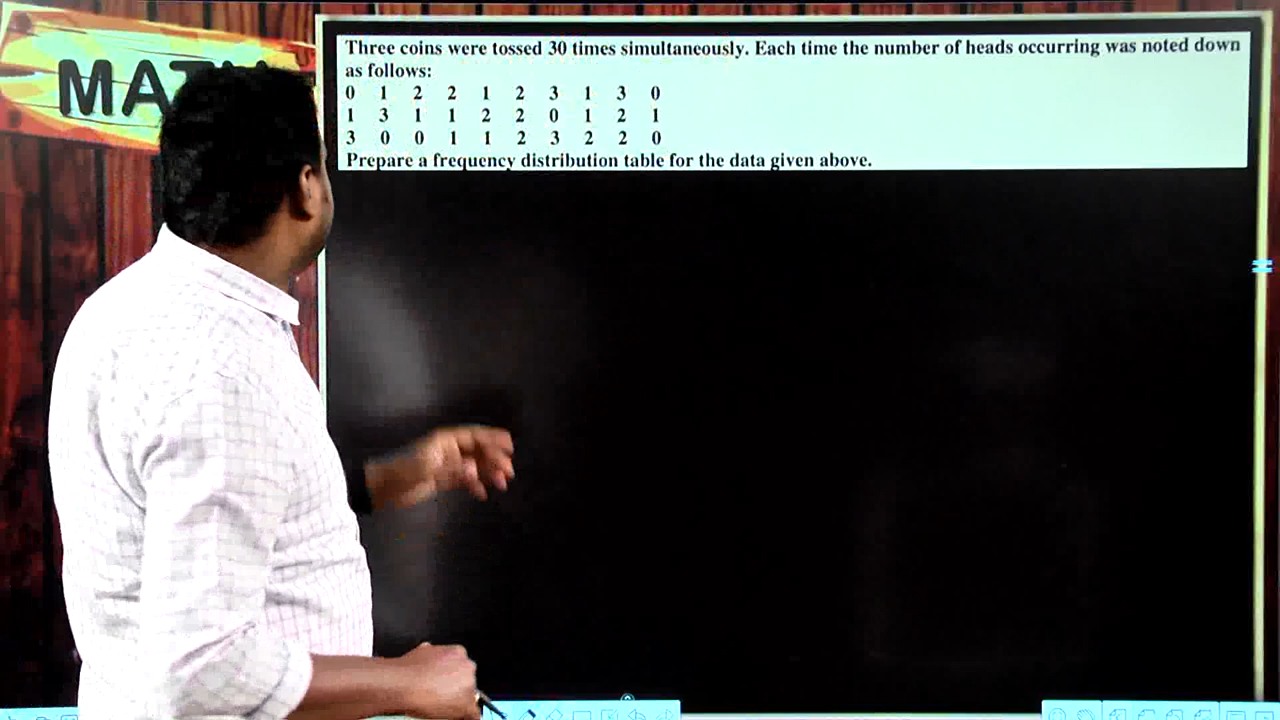 MA
Three coins were tossed 30 times simultaneously. Each time the number of heads occurring was noted down
as follows:
0 1 2 2 1 2 3 1 3 0
1 3 1 1 2 2 0 1 2 1
3 0 0 1 1 2 3 2 2 0
Prepare a frequency distribution table for the data given above.